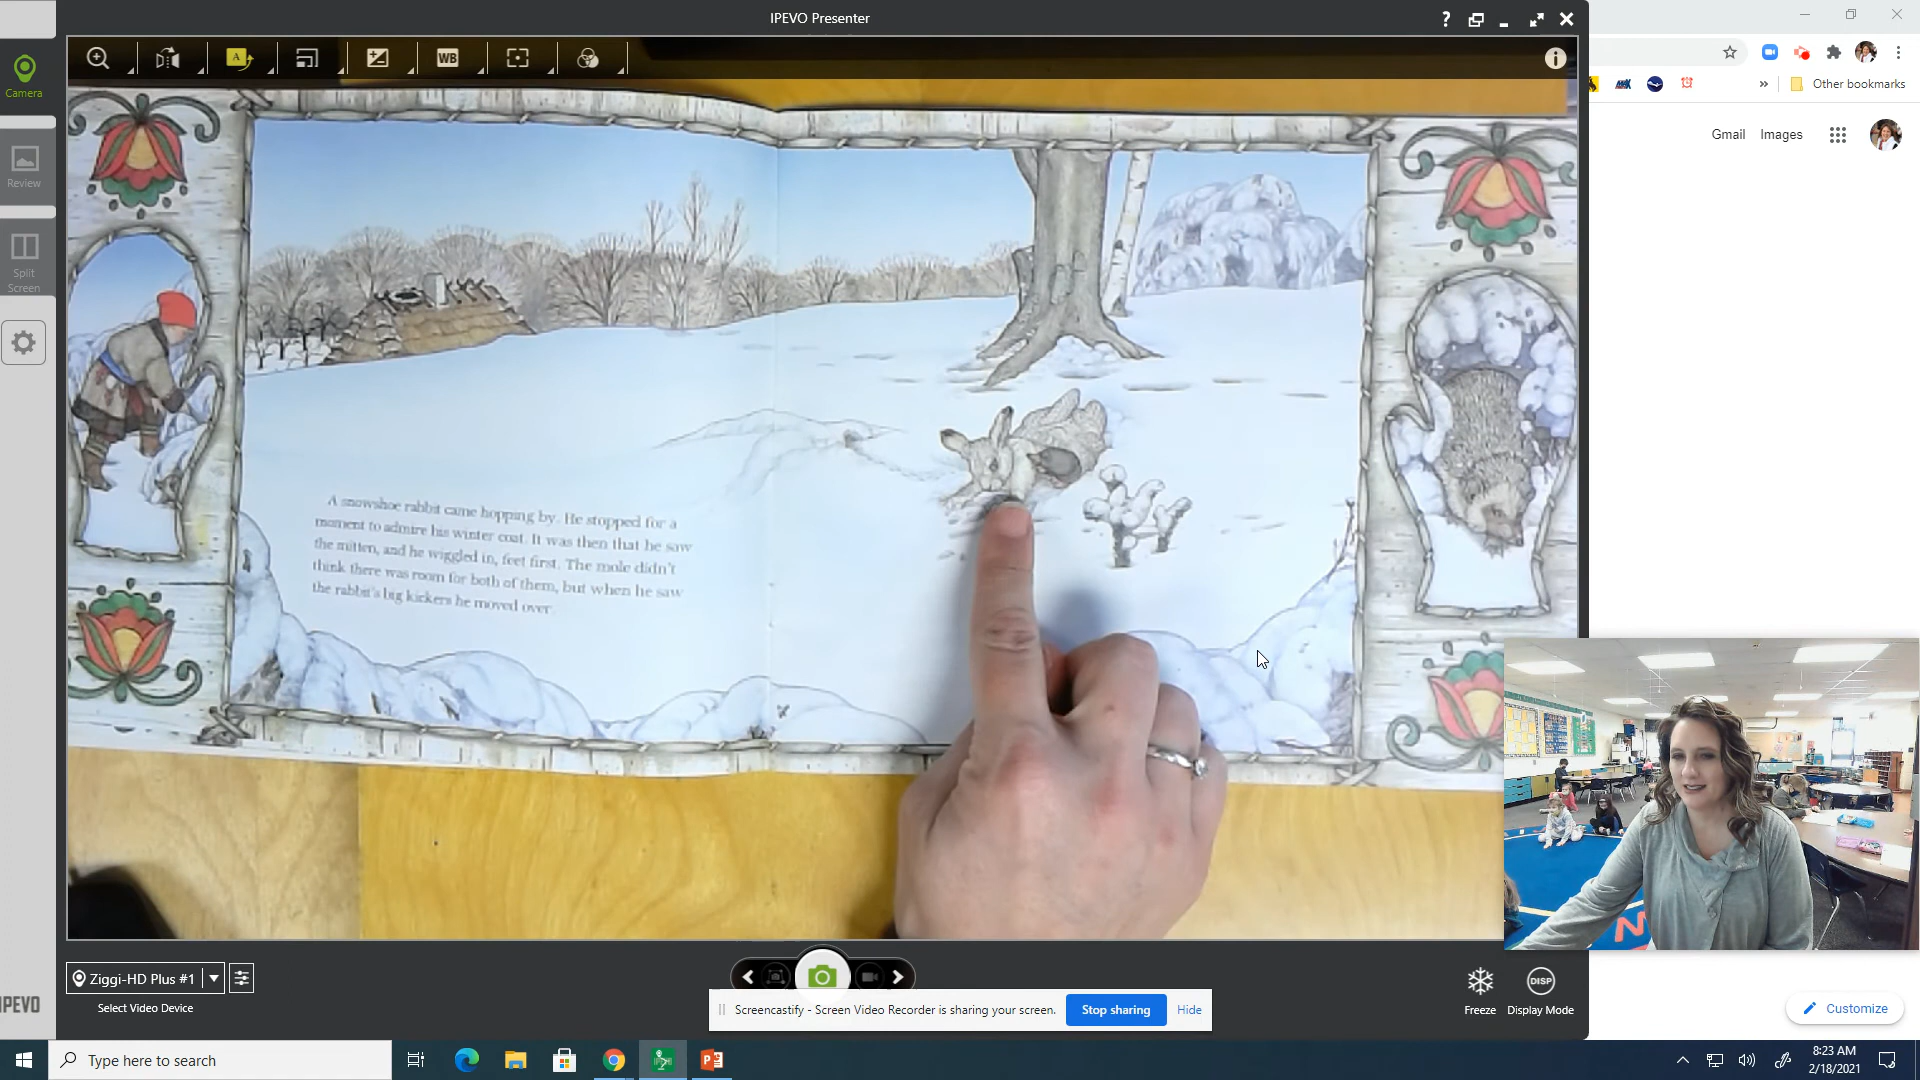 IPEVO Presenter
?
WB
Camera
Other bookmarks
Review
Gmail Images
Split
Screen
A snowshoe rabbit came hopping by. He stopped for a
moment to admire his winter coat. It was then that he saw
the mitten, and he wiggled in, feet first. The mole didn't
think there was room for both of them, but when he saw
the rabbit's big kickers he moved over.
Ziggi-HD Plus #1
Select Video Device
IPEVO
DISP
Freeze
Display Mode
Screencastify - Screen Video Recorder is sharing your screen.
Stop sharing
Hide
Customize
Type here to search
8:23 AM
2/18/2021